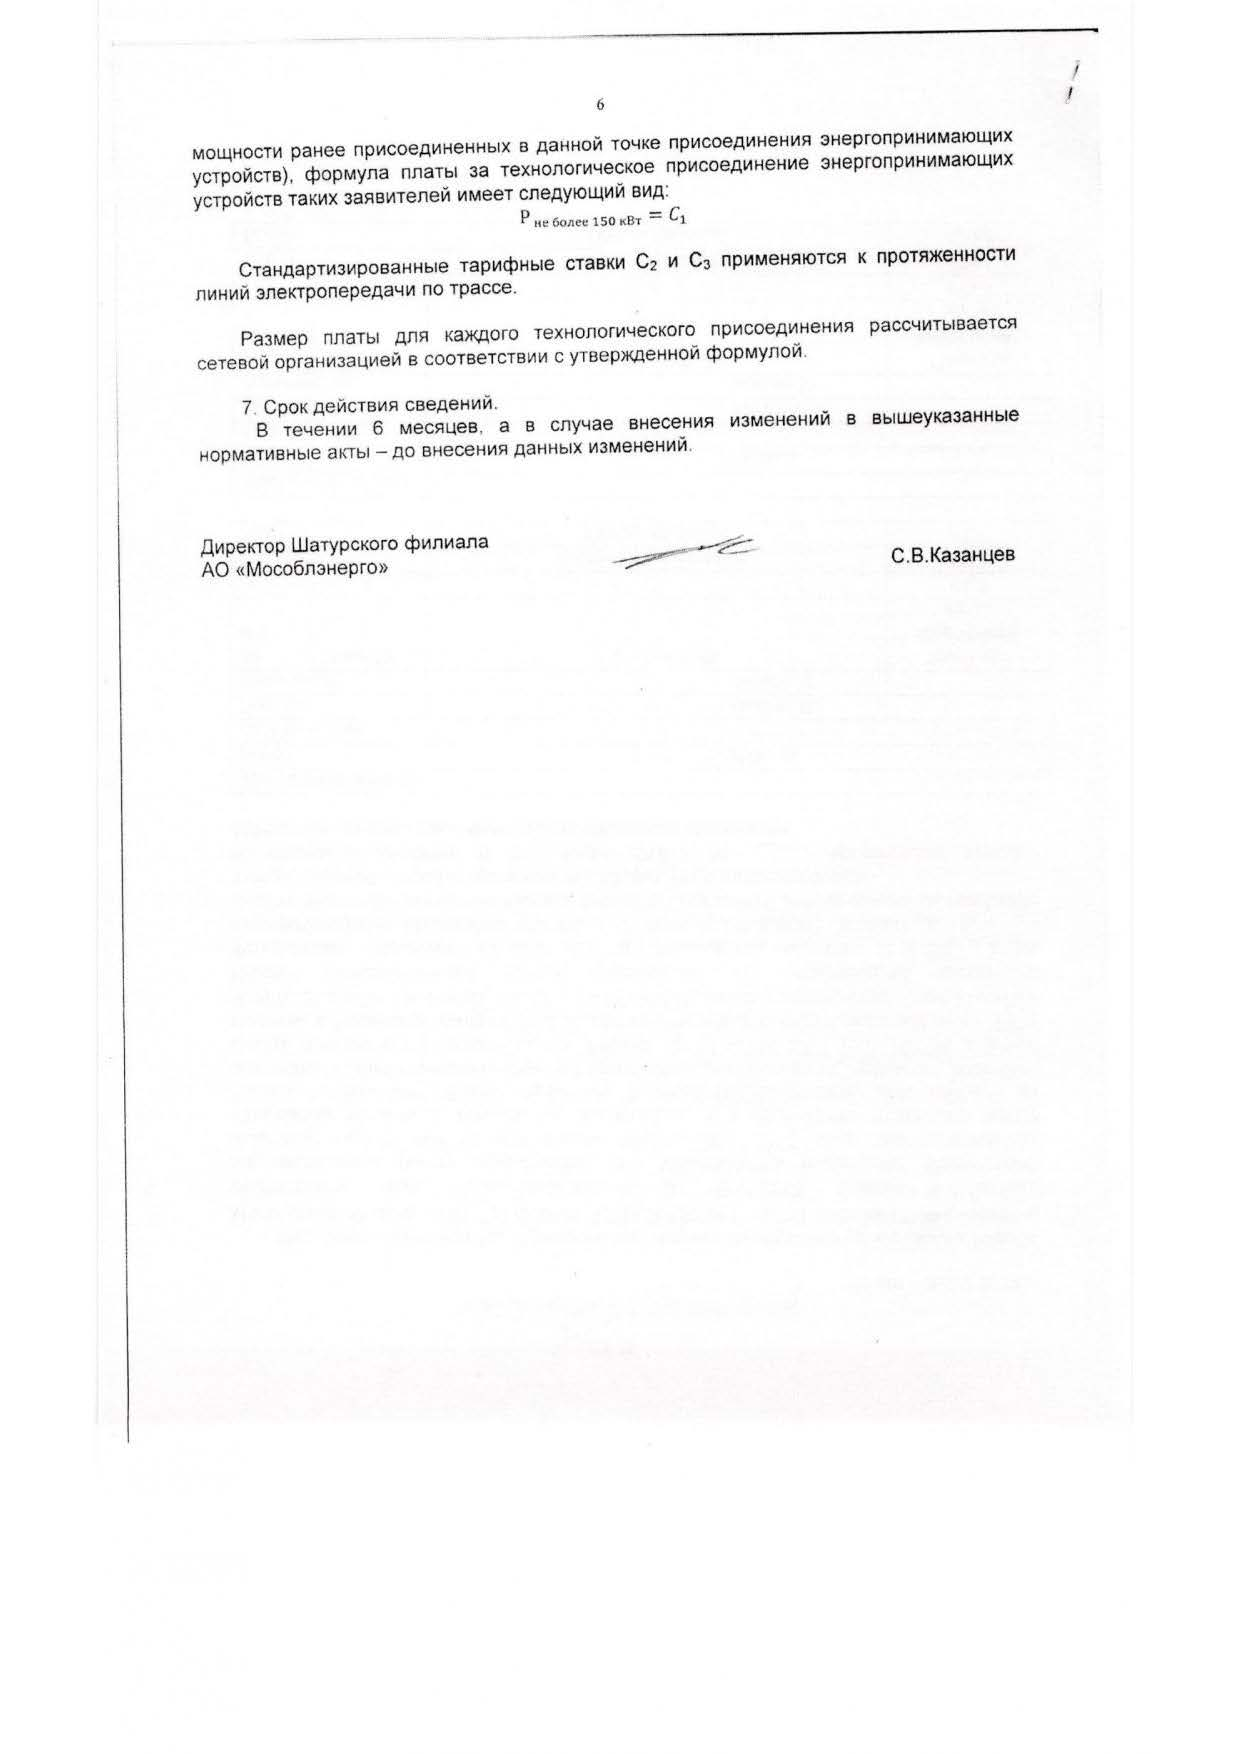 6
мощности ранее присоединенных в данной точке присоединения энергопринимающих
устройств), формула платы за технологическое присоединение энергопринимающих
устройств таких заявителей имеет следующий вид:
Р не более 150 кВт = C₁
Стандартизированные тарифные ставки С₂ и С₃ применяются к протяженности
линий электропередачи по трассе.
Размер платы для каждого технологического присоединения рассчитывается
сетевой организацией в соответствии с утвержденной формулой.
7. Срок действия сведений.
В течении 6 месяцев, а в случае внесения изменений в вышеуказанные
нормативные акты – до внесения данных изменений.
Директор Шатурского филиала
АО «Мособлэнерго»
С.В.Казанцев